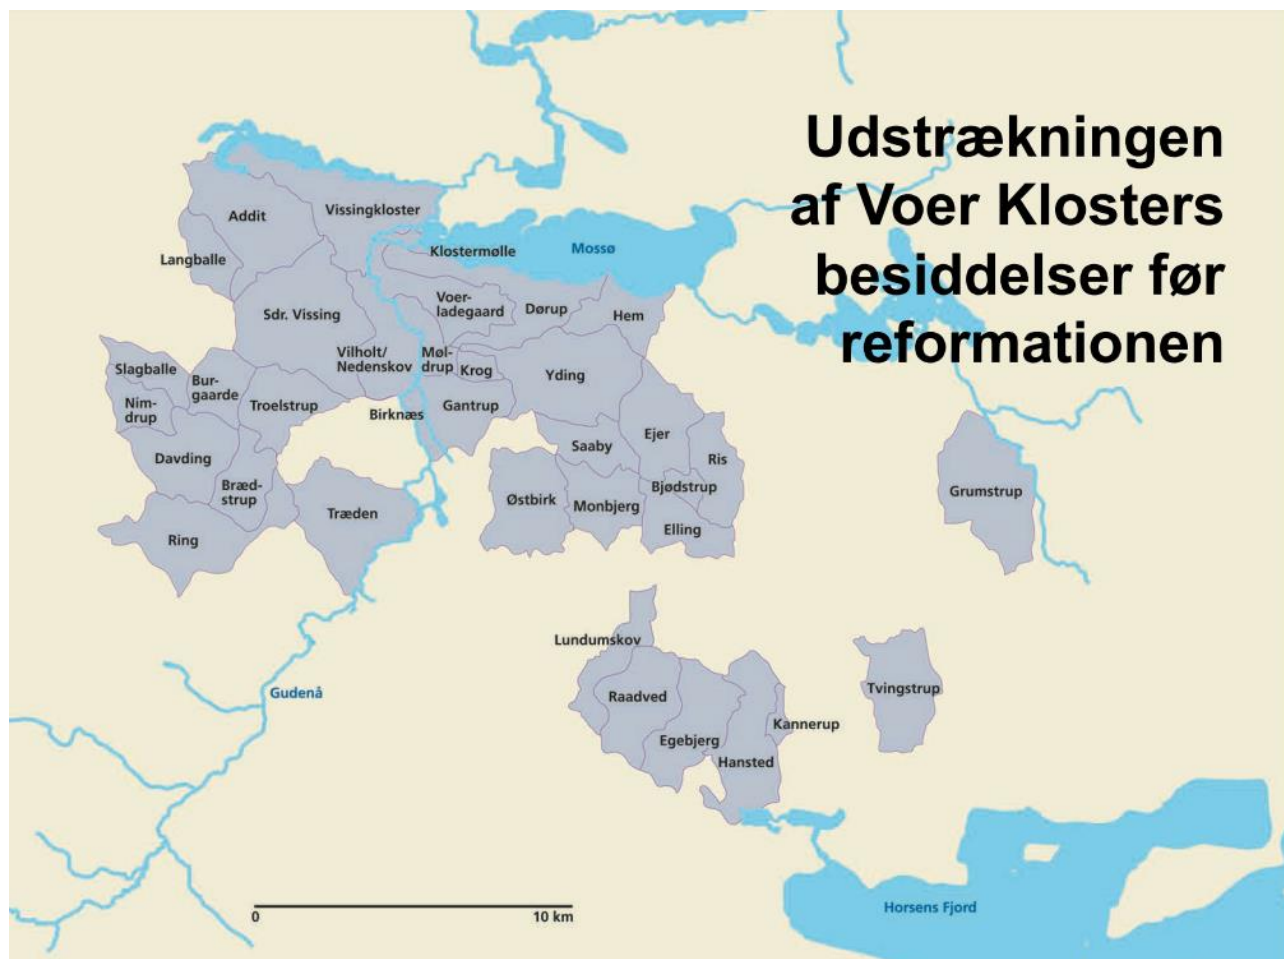 Udstrækningen
af Voer Klosters
besiddelser før
reformationen
Addit
Vissingkloster
Langballe
Klostermølle
Mossø
Voer-
ladegaard
Dørup
Hem
Sdr. Vissing
Vilholt/
Nedenskov
Møl-
drup
Krog
Yding
Slagballe
Bur-
gaarde
Nim-
drup
Troelstrup
Birknæs
Gantrup
Davding
Saaby
Ejer
Ris
Bræd-
strup
Træden
Østbirk
Monbjerg
Bjødstrup
Elling
Grumstrup
Ring
Lundumskov
Raadved
Tvingstrup
Gudenå
Egebjerg
Kannerup
Hansted
0
10 km
Horsens Fjord